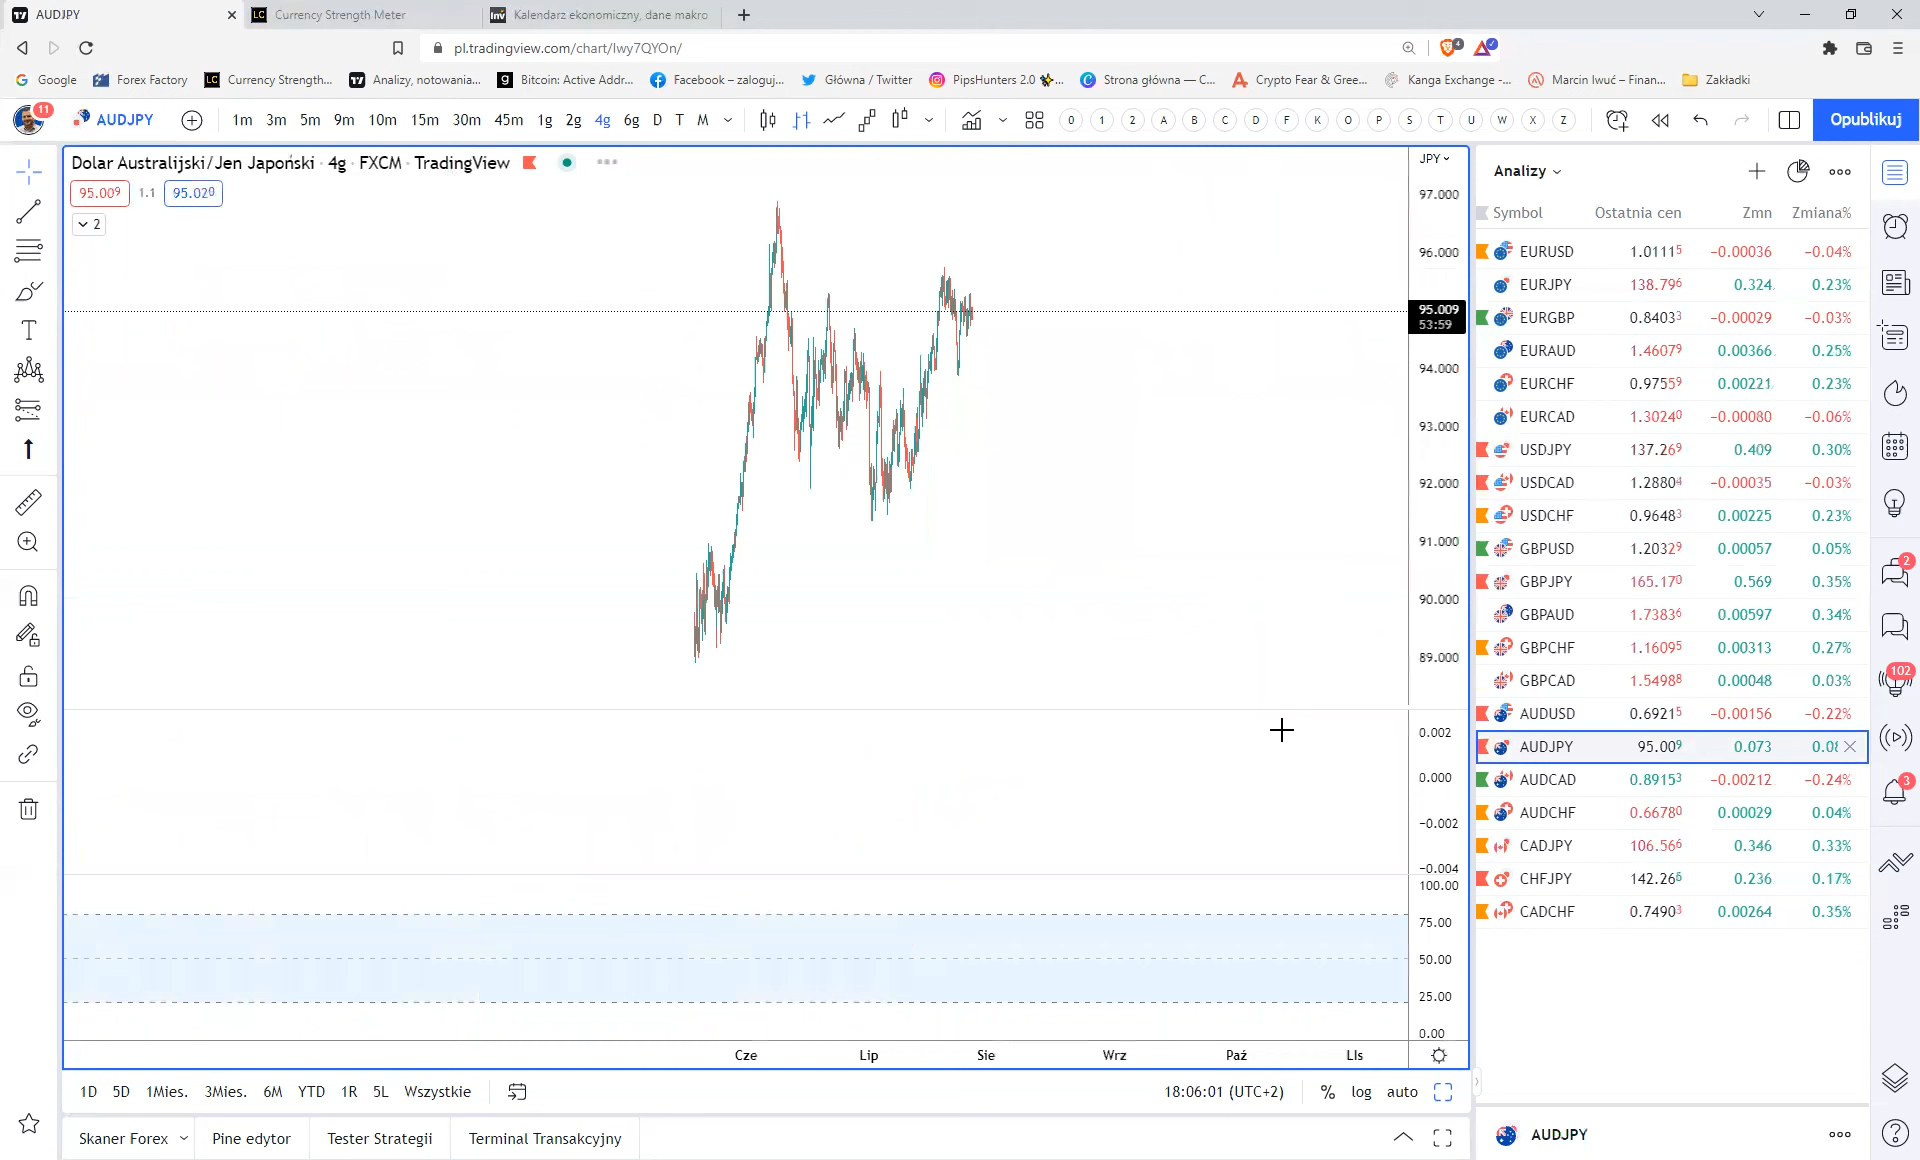 AUDJPY
Currency Strength Meter
Kalendarz ekonomiczny, dane makro
pl.tradingview.com/chart/Iwy7QYOn/
4
Google
Forex Factory
Currency Strength...
Analizy, notowania...
Bitcoin: Active Addr...
Facebook – zaloguj...
Główna / Twitter
PipsHunters 2.0
Strona główna — C...
Crypto Fear & Gree...
Kanga Exchange -...
Marcin Iwuć – Finan...
Zakładki
11
AUDJPY
1m 3m 5m 9m 10m 15m 30m 45m 1g 2g 4g 6g D T M
0 1 2 A B C D F K O P S T U W X Z
Opublikuj
Dolar Australijski/Jen Japoński · 4g · FXCM · TradingView
95.009 1.1 95.020
2
JPY
97.000
96.000
95.009
53:59
94.000
93.000
92.000
91.000
90.000
89.000
0.002
0.000
−0.002
−0.004
100.00
75.00
50.00
25.00
0.00
Cze Lip Sie Wrz Paź LIs
1D 5D 1Mies. 3Mies. 6M YTD 1R 5L Wszystkie
18:06:01 (UTC+2) % log auto
Skaner Forex Pine edytor Tester Strategii Terminal Transakcyjny
Analizy
Symbol Ostatnia cen Zmn Zmiana%
EURUSD 1.01115 −0.00036 −0.04%
EURJPY 138.796 0.324 0.23%
EURGBP 0.84033 −0.00029 −0.03%
EURAUD 1.46079 0.00366 0.25%
EURCHF 0.97559 0.00221 0.23%
EURCAD 1.30240 −0.00080 −0.06%
USDJPY 137.269 0.409 0.30%
USDCAD 1.28804 −0.00035 −0.03%
USDCHF 0.96483 0.00225 0.23%
GBPUSD 1.20329 0.00057 0.05%
GBPJPY 165.170 0.569 0.35%
GBPAUD 1.73836 0.00597 0.34%
GBPCHF 1.16095 0.00313 0.27%
GBPCAD 1.54988 0.00048 0.03%
AUDUSD 0.69215 −0.00156 −0.22%
AUDJPY 95.009 0.073
AUDCAD 0.89153 −0.00212 −0.24%
AUDCHF 0.66780 0.00029 0.04%
CADJPY 106.566 0.346 0.33%
CHFJPY 142.266 0.236 0.17%
CADCHF 0.74903 0.00264 0.35%
AUDJPY
2
102
3